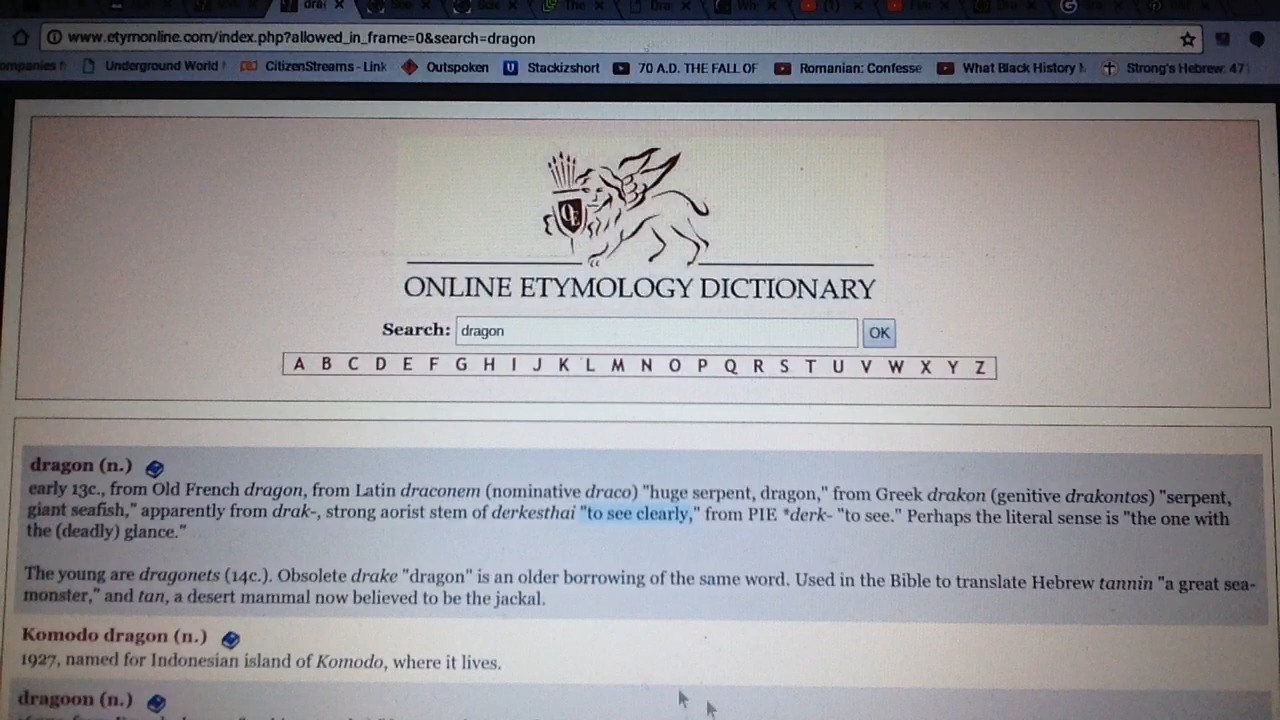 drai
The
Dra
Wh
(1)
www.etymonline.com/index.php?allowed_in_frame=0&search=dragon
ompanies f
Underground World
CitizenStreams - Link
Outspoken
U Stackizshort
70 A.D. THE FALL OF
Romanian: Confesse
What Black History M
Strong's Hebrew: 47
OE
ONLINE ETYMOLOGY DICTIONARY
Search: dragon OK
A B C D E F G H I J K L M N O P Q R S T U V W X Y Z
dragon (n.)
early 13c., from Old French dragon, from Latin draconem (nominative draco) "huge serpent, dragon," from Greek drakon (genitive drakontos) "serpent,
giant seafish," apparently from drak-, strong aorist stem of derkesthai "to see clearly," from PIE *derk- "to see." Perhaps the literal sense is "the one with
the (deadly) glance."
The young are dragonets (14c.). Obsolete drake "dragon" is an older borrowing of the same word. Used in the Bible to translate Hebrew tannin "a great sea-
monster," and tan, a desert mammal now believed to be the jackal.
Komodo dragon (n.)
1927, named for Indonesian island of Komodo, where it lives.
dragoon (n.)